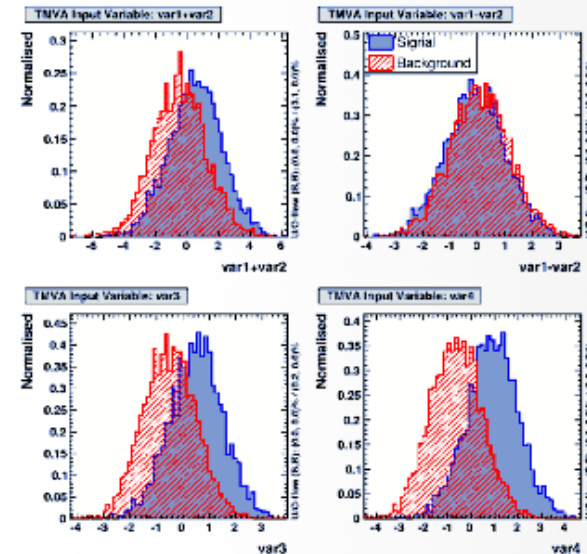 TMVA Input Variable: var1+var2
Normalised
0.3
0.25
0.2
0.15
0.1
0.05
0
-6 -4 -2 0 2 4 6
var1+var2
TMVA Input Variable: var1-var2
Signal
Background
Normalised
0.5
0.4
0.3
0.2
0.1
0
-4 -3 -2 -1 0 1 2 3
var1-var2
TMVA Input Variable: var3
Normalised
0.45
0.4
0.35
0.3
0.25
0.2
0.15
0.1
0.05
0
-4 -3 -2 -1 0 1 2 3
var3
TMVA Input Variable: var4
Normalised
0.4
0.35
0.3
0.25
0.2
0.15
0.1
0.05
0
-4 -3 -2 -1 0 1 2 3 4
var4